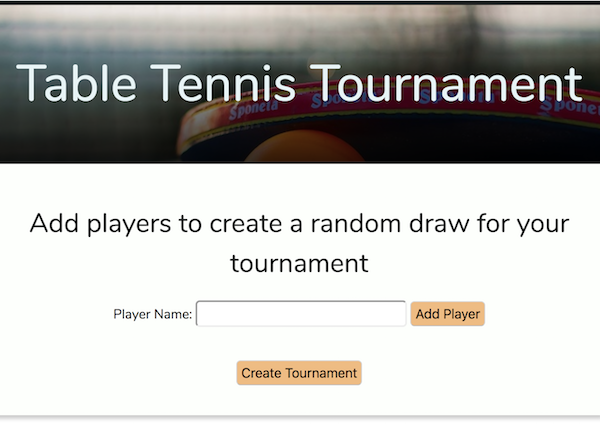 Table Tennis Tournament
Sponeta Sponeta Sponeta Sponeta
Add players to create a random draw for your
tournament
Player Name: Add Player
Create Tournament